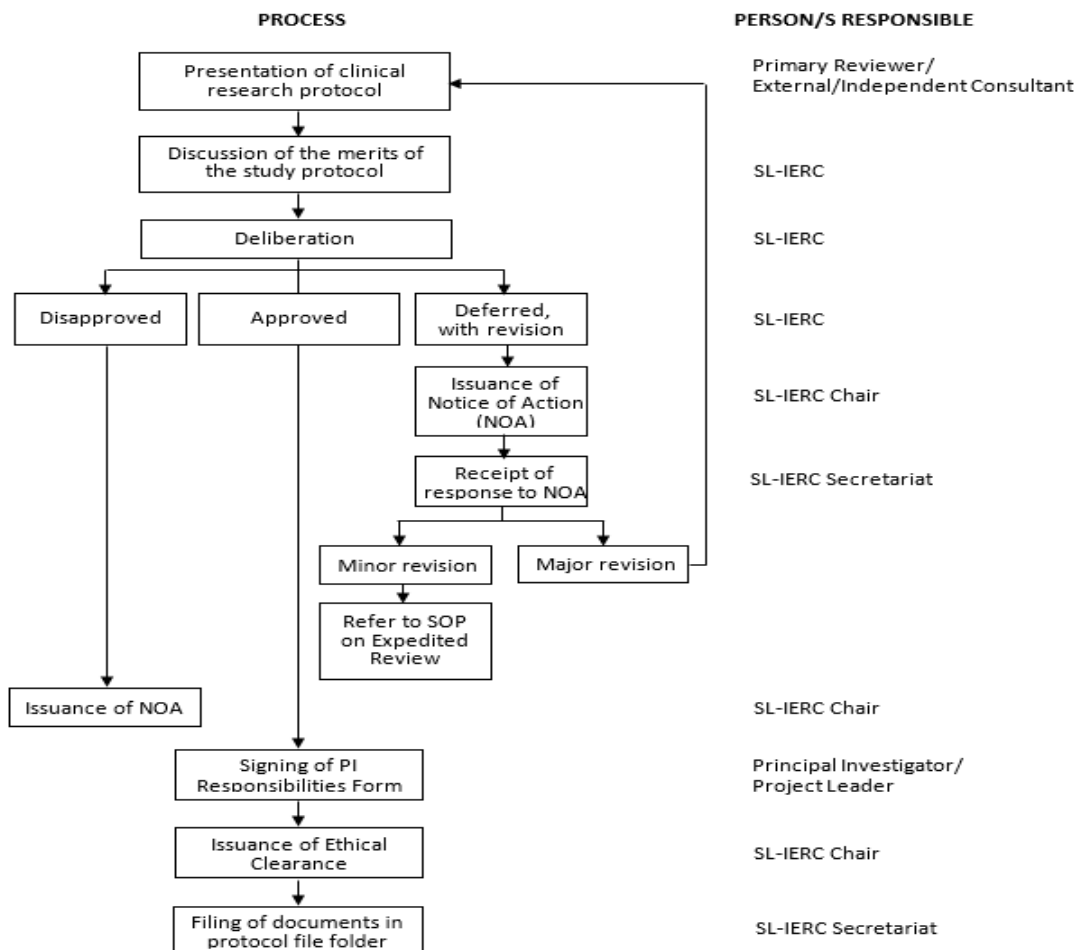 PROCESS
PERSON/S RESPONSIBLE
Presentation of clinical
research protocol
Primary Reviewer/
External/Independent Consultant
Discussion of the merits of
the study protocol
SL-IERC
Deliberation
SL-IERC
Disapproved
Approved
Deferred,
with revision
SL-IERC
Issuance of
Notice of Action
(NOA)
SL-IERC Chair
Receipt of
response to NOA
SL-IERC Secretariat
Minor revision
Major revision
Refer to SOP
on Expedited
Review
Issuance of NOA
SL-IERC Chair
Signing of PI
Responsibilities Form
Principal Investigator/
Project Leader
Issuance of Ethical
Clearance
SL-IERC Chair
Filing of documents in
protocol file folder
SL-IERC Secretariat